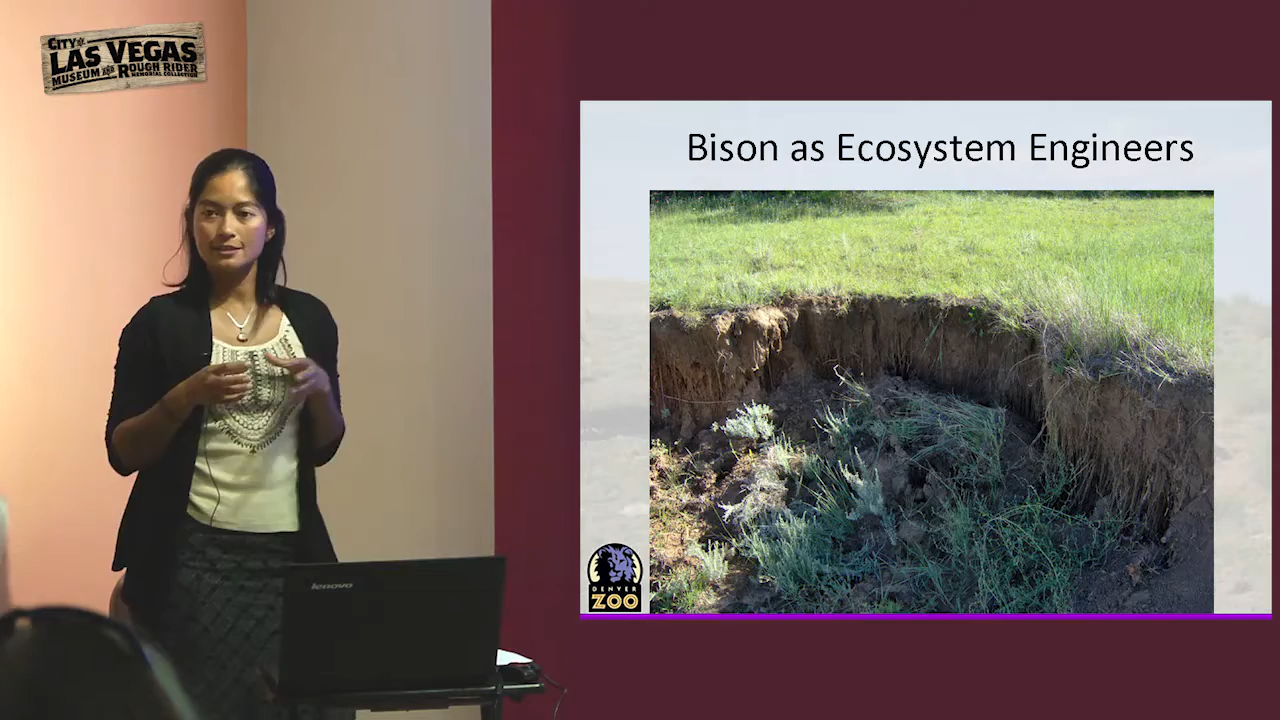 CITY OF
LAS VEGAS
MUSEUM AND ROUGH RIDER
MEMORIAL COLLECTION
Bison as Ecosystem Engineers
DENVER
ZOO
lenovo